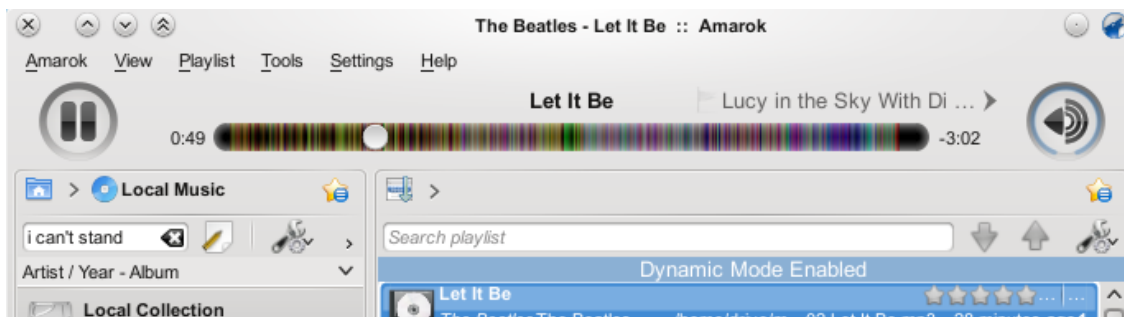 The Beatles - Let It Be :: Amarok
Amarok View Playlist Tools Settings Help
Let It Be Lucy in the Sky With Di ...
0:49 -3:02
> Local Music >
i can't stand Search playlist
Artist / Year - Album Dynamic Mode Enabled
Let It Be ... ...
Local Collection